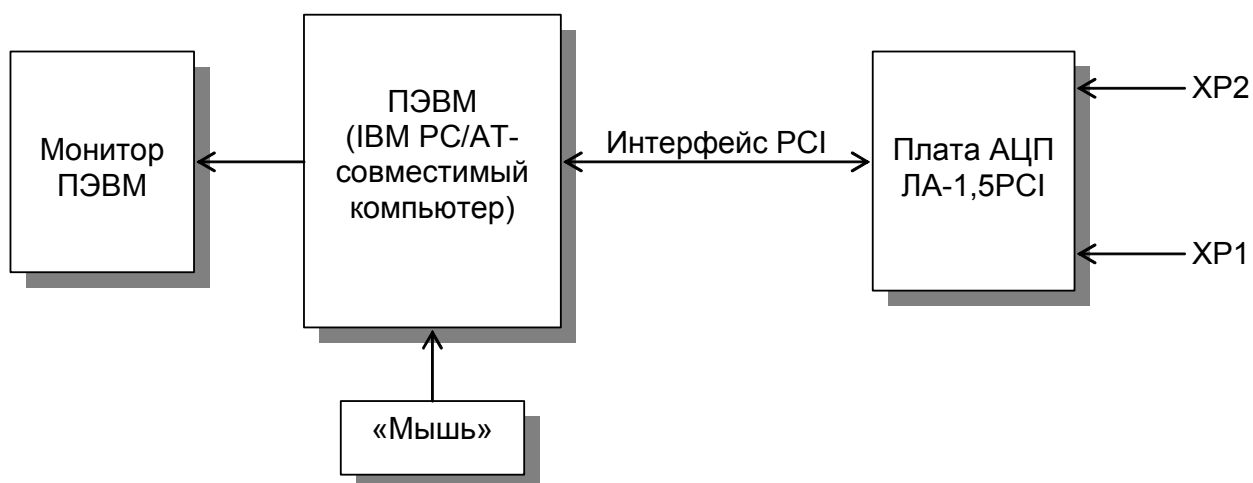 Монитор
ПЭВМ
ПЭВМ
(IBM PC/AT-
совместимый
компьютер)
Интерфейс PCI
Плата АЦП
ЛА-1,5PCI
XP2
XP1
«Мышь»